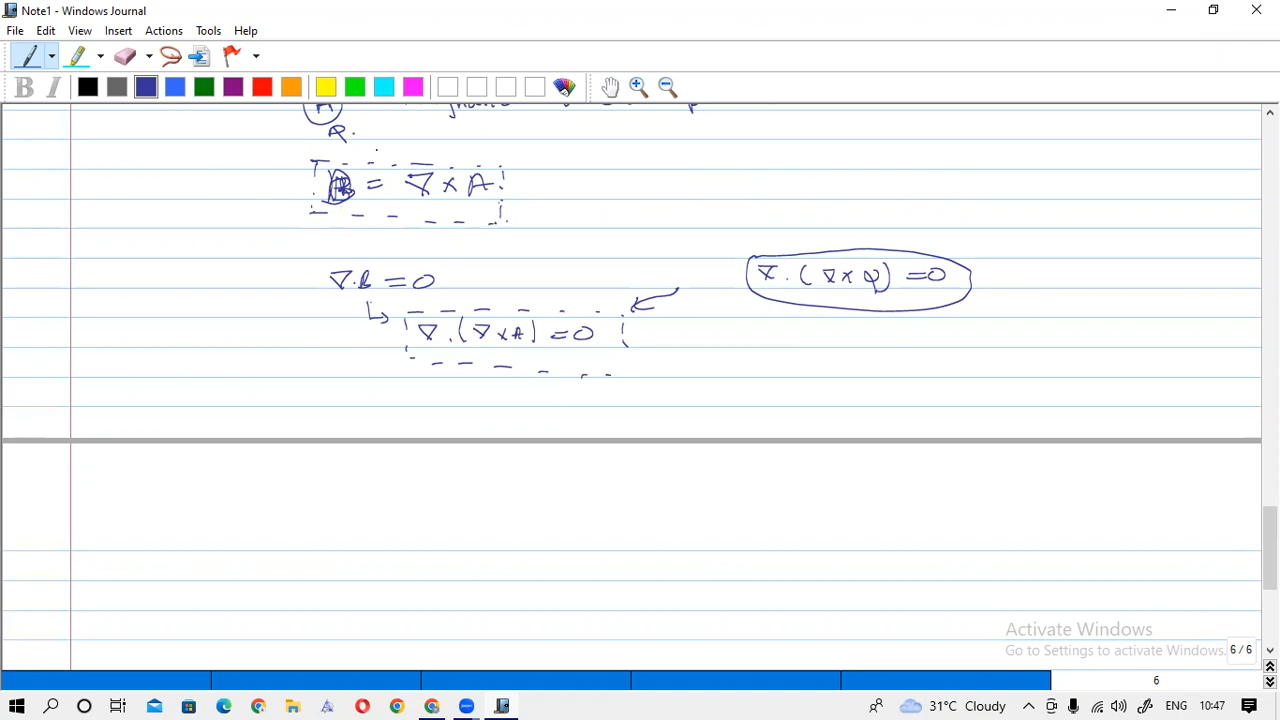 Note1 - Windows Journal
File Edit View Insert Actions Tools Help
B I
A
B = ∇ × A
∇.B = 0
∇.(∇×Q) = 0
∇.(∇×A) = 0
Activate Windows
Go to Settings to activate Windows.
6 / 6
6
31°C Cloudy
ENG
10:47